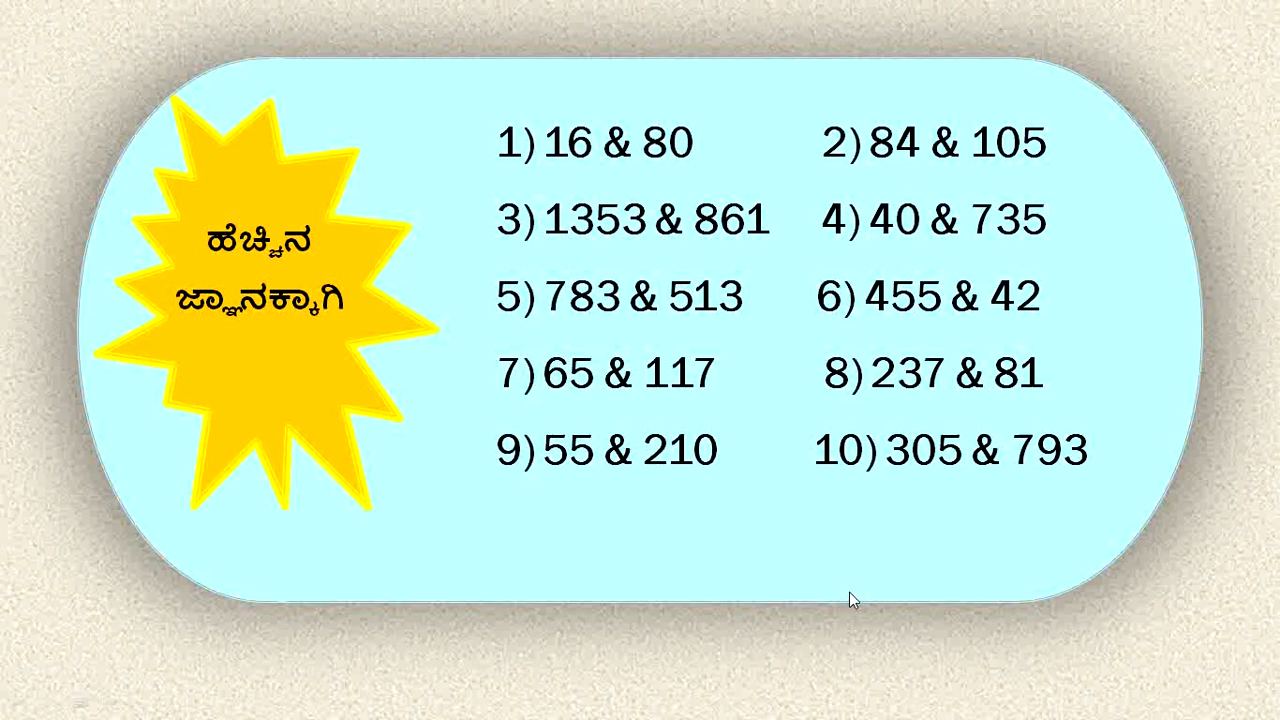 ಹೆಚ್ಚಿನ
ಜ್ಞಾನಕ್ಕಾಗಿ
1) 16 & 80 2) 84 & 105
3) 1353 & 861 4) 40 & 735
5) 783 & 513 6) 455 & 42
7) 65 & 117 8) 237 & 81
9) 55 & 210 10) 305 & 793